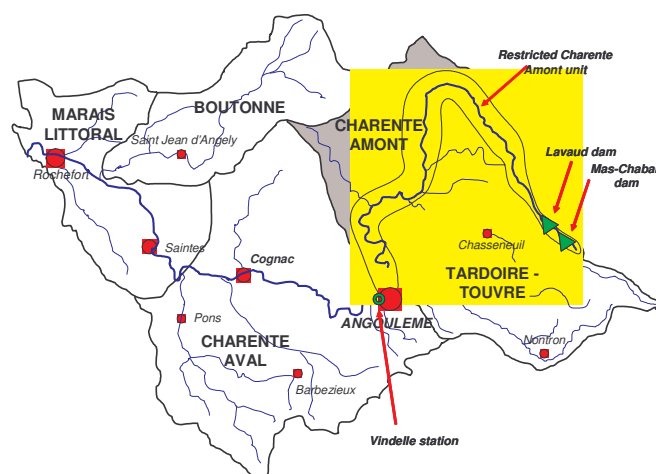 Restricted Charente
Amont unit
MARAIS
LITTORAL
BOUTONNE
Saint Jean d'Angely
CHARENTE
AMONT
Lavaud dam
Mas-Chaban
dam
Rochefort
Saintes
Cognac
Chasseneuil
TARDOIRE -
TOUVRE
Pons
ANGOULEME
CHARENTE
AVAL
Nontron
Barbezieux
Vindelle station